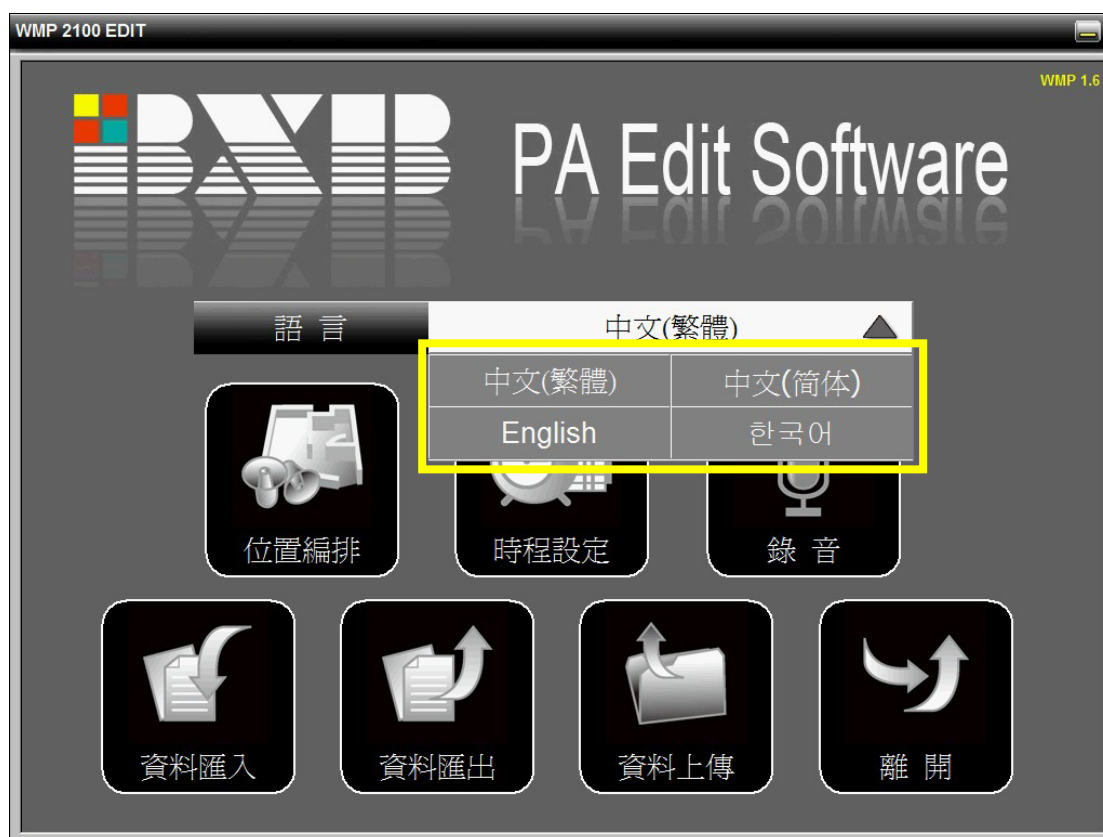 WMP 2100 EDIT
WMP 1.6
BXB PA Edit Software
語 言 中文(繁體)
中文(繁體) 中文(简体)
English 한국어
位置編排 時程設定 錄 音
資料匯入 資料匯出 資料上傳 離 開